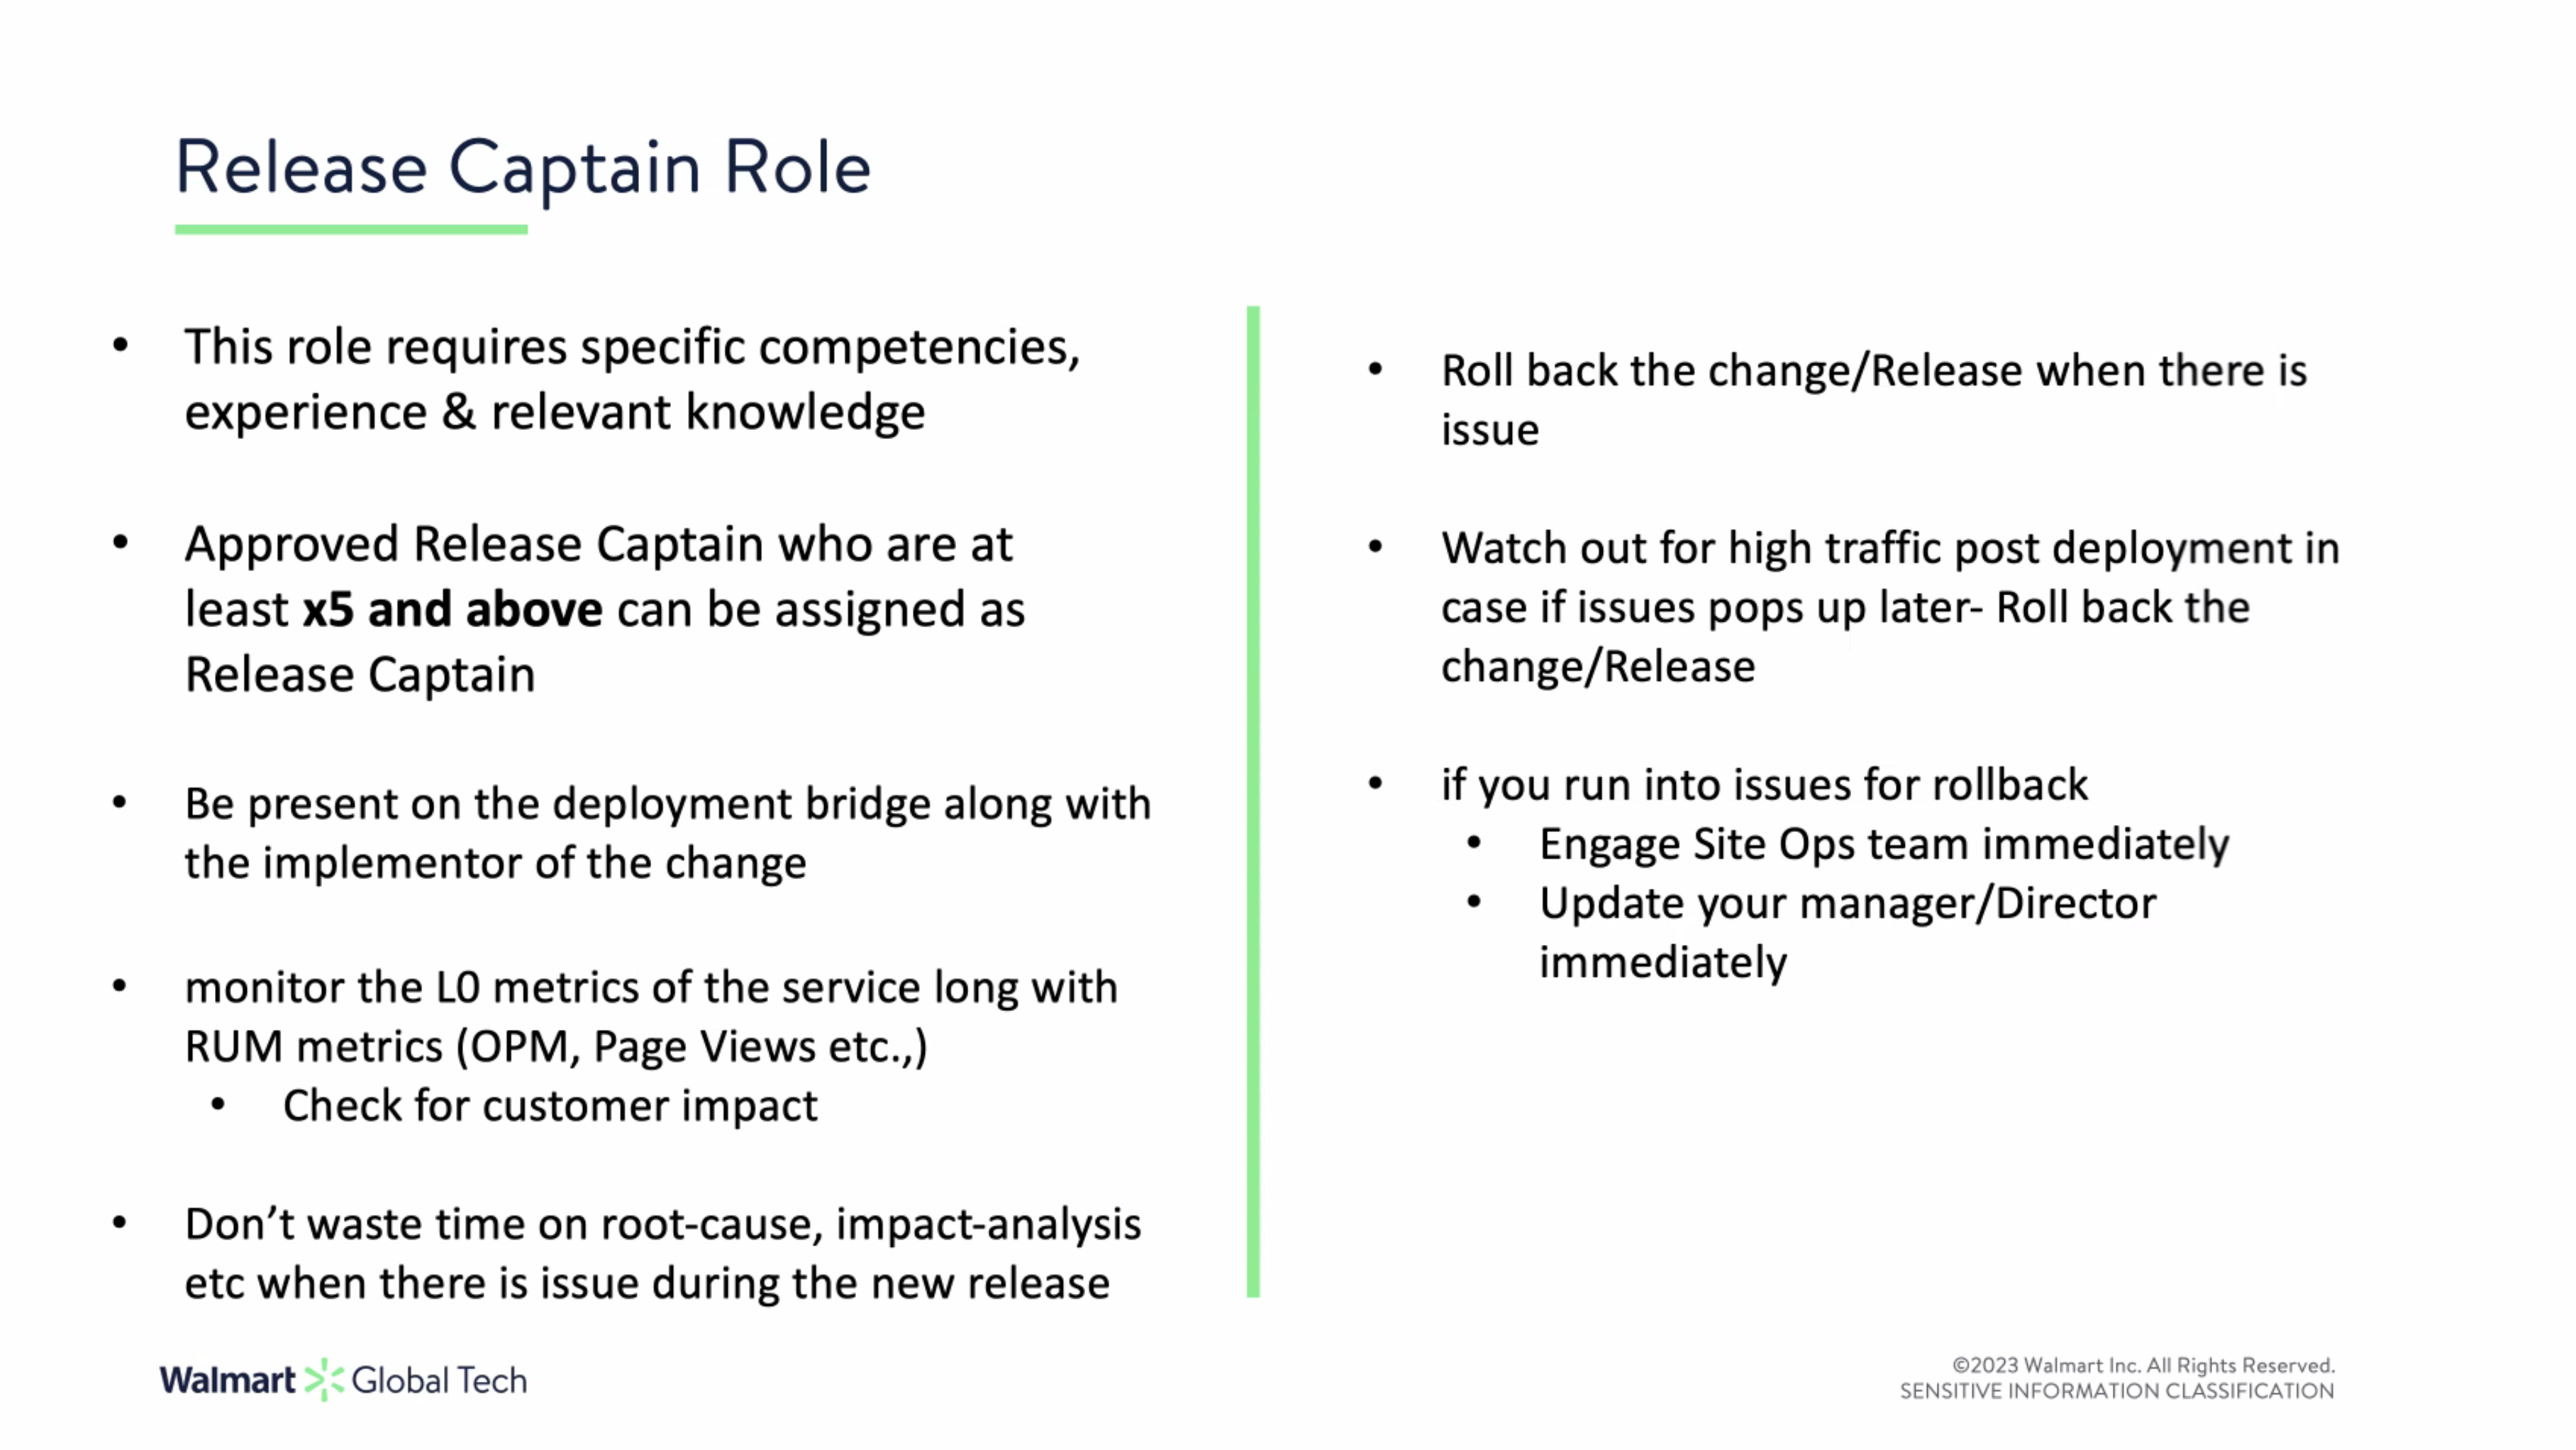 Release Captain Role
• This role requires specific competencies,
experience & relevant knowledge
• Approved Release Captain who are at
least x5 and above can be assigned as
Release Captain
• Be present on the deployment bridge along with
the implementor of the change
• monitor the L0 metrics of the service long with
RUM metrics (OPM, Page Views etc.,)
• Check for customer impact
• Don’t waste time on root-cause, impact-analysis
etc when there is issue during the new release
• Roll back the change/Release when there is
issue
• Watch out for high traffic post deployment in
case if issues pops up later- Roll back the
change/Release
• if you run into issues for rollback
• Engage Site Ops team immediately
• Update your manager/Director
immediately
Walmart Global Tech
©2023 Walmart Inc. All Rights Reserved.
SENSITIVE INFORMATION CLASSIFICATION